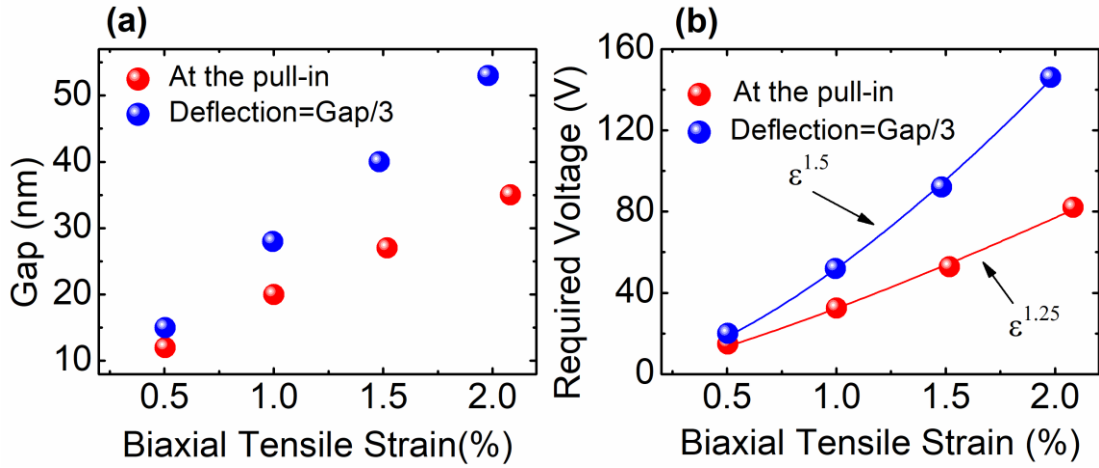 (a)
Gap (nm)
50
40
30
20
10
At the pull-in
Deflection=Gap/3
0.5 1.0 1.5 2.0
Biaxial Tensile Strain(%)
(b)
Required Voltage (V)
160
120
80
40
0
At the pull-in
Deflection=Gap/3
ε^1.5
ε^1.25
0.5 1.0 1.5 2.0
Biaxial Tensile Strain (%)